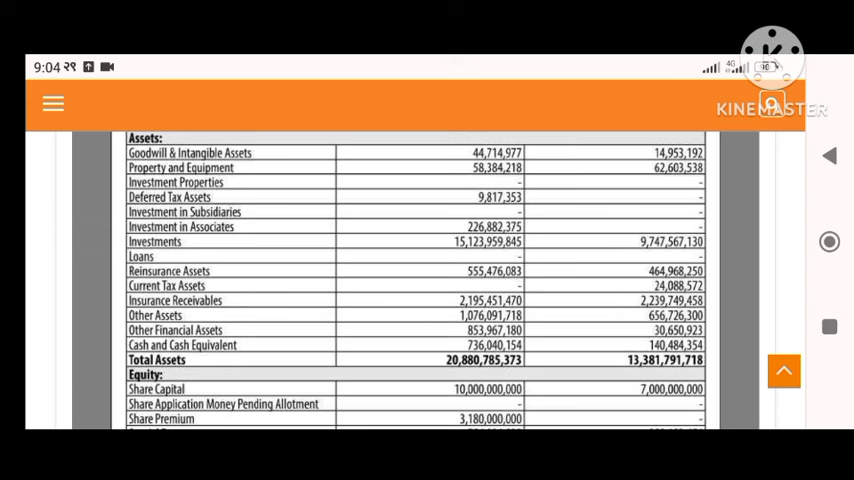 9:04 २९
4G
90
KINEMASTER
Assets:
Goodwill & Intangible Assets 44,714,977 14,953,192
Property and Equipment 58,384,218 62,603,538
Investment Properties - -
Deferred Tax Assets 9,817,353 -
Investment in Subsidiaries - -
Investment in Associates 226,882,375 -
Investments 15,123,959,845 9,747,567,130
Loans - -
Reinsurance Assets 555,476,083 464,968,250
Current Tax Assets - 24,088,572
Insurance Receivables 2,195,451,470 2,239,749,458
Other Assets 1,076,091,718 656,726,300
Other Financial Assets 853,967,180 30,650,923
Cash and Cash Equivalent 736,040,154 140,484,354
Total Assets 20,880,785,373 13,381,791,718
Equity:
Share Capital 10,000,000,000 7,000,000,000
Share Application Money Pending Allotment - -
Share Premium 3,180,000,000 -